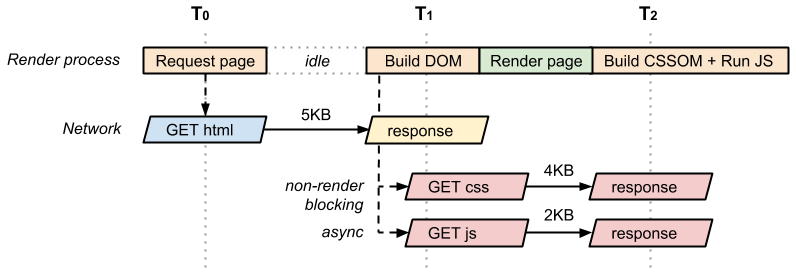 T0 T1 T2
Render process Request page idle Build DOM Render page Build CSSOM + Run JS
Network GET html 5KB response
non-render blocking GET css 4KB response
async GET js 2KB response